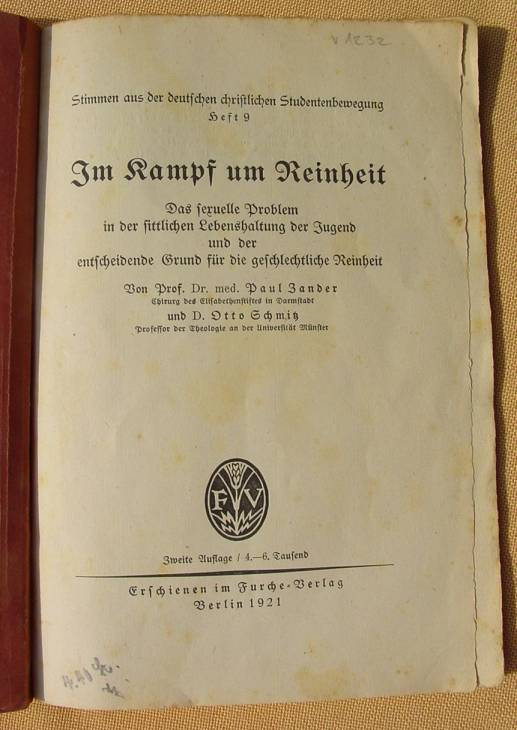 v 1232
Stimmen aus der deutschen christlichen Studentenbewegung
Heft 9
Im Kampf um Reinheit
Das sexuelle Problem
in der sittlichen Lebenshaltung der Jugend
und der
entscheidende Grund für die geschlechtliche Reinheit
Von Prof. Dr. med. Paul Zander
Chirurg des Elisabethenstiftes in Darmstadt
und D. Otto Schmitz
Professor der Theologie an der Universität Münster
F V
Zweite Auflage / 4.—6. Tausend
Erschienen im Furche-Verlag
Berlin 1921